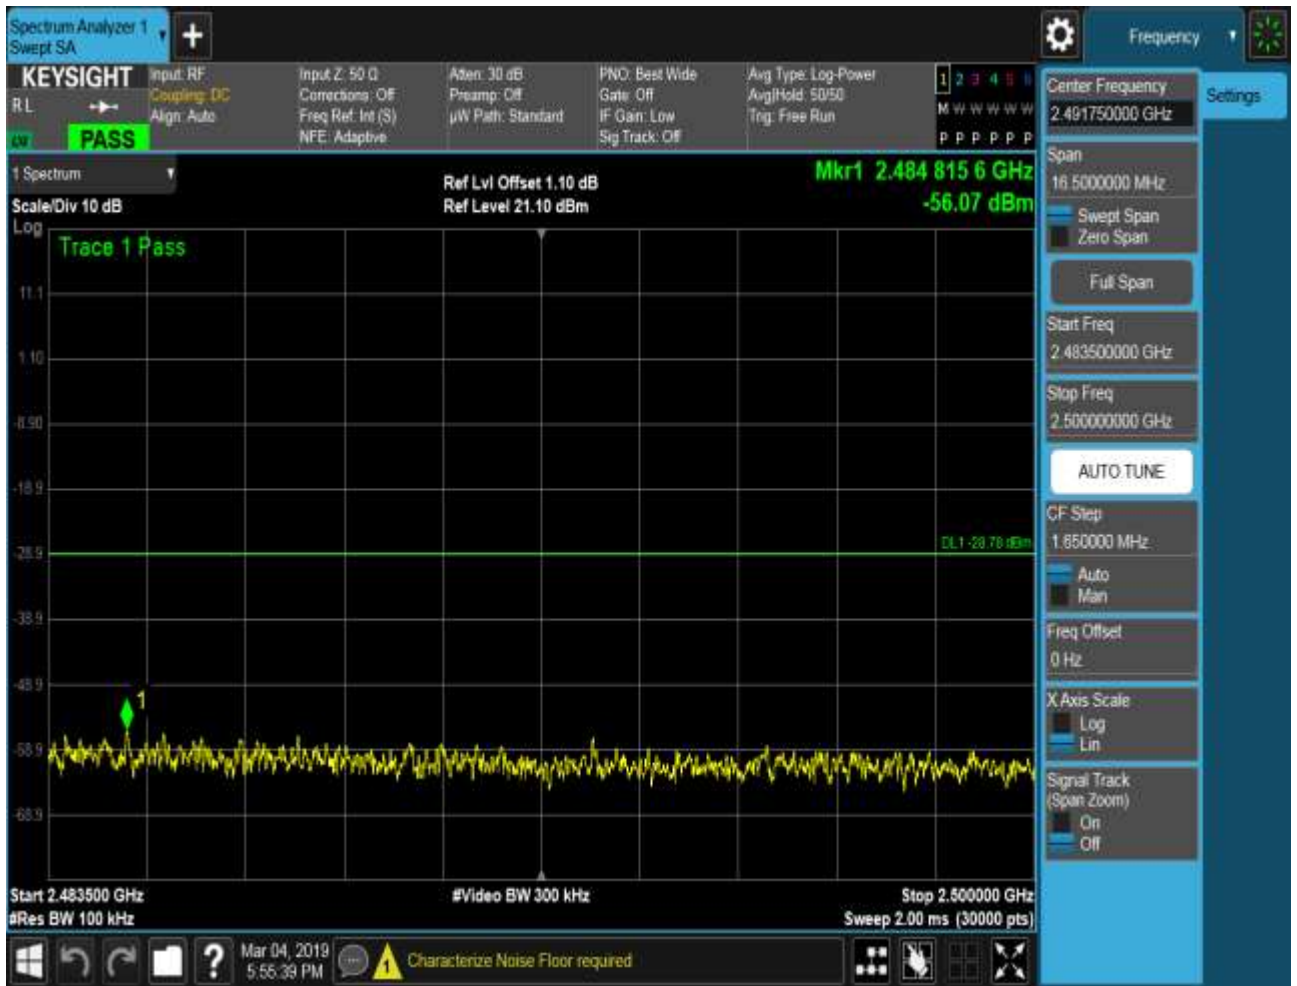 Spectrum Analyzer 1
Swept SA
Frequency
KEYSIGHT
R L
PASS
Input: RF
Coupling: DC
Align: Auto
Input Z: 50 Ω
Corrections: Off
Freq Ref: Int (S)
NFE: Adaptive
Atten: 30 dB
Preamp: Off
µW Path: Standard
PNO: Best Wide
Gate: Off
IF Gain: Low
Sig Track: Off
Avg Type: Log-Power
Avg|Hold: 50/50
Trig: Free Run
1 2 3 4 5 6
M W W W W W
P P P P P P
1 Spectrum
Scale/Div 10 dB
Ref Lvl Offset 1.10 dB
Ref Level 21.10 dBm
Mkr1 2.484 815 6 GHz
-56.07 dBm
Log
Trace 1 Pass
11.1
1.10
-8.90
-18.9
-28.9
-38.9
-48.9
-58.9
-68.9
DL1 -28.78 dBm
1
Start 2.483500 GHz
#Res BW 100 kHz
#Video BW 300 kHz
Stop 2.500000 GHz
Sweep 2.00 ms (30000 pts)
Center Frequency
2.491750000 GHz
Settings
Span
16.5000000 MHz
Swept Span
Zero Span
Full Span
Start Freq
2.483500000 GHz
Stop Freq
2.500000000 GHz
AUTO TUNE
CF Step
1.650000 MHz
Auto
Man
Freq Offset
0 Hz
X Axis Scale
Log
Lin
Signal Track
(Span Zoom)
On
Off
?
Mar 04, 2019
5:55:39 PM
1
Characterize Noise Floor required